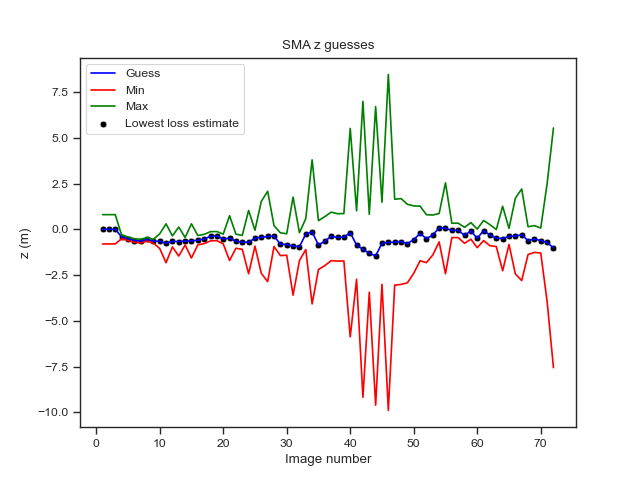 SMA z guesses
Guess
Min
Max
Lowest loss estimate
z (m)
7.5
5.0
2.5
0.0
−2.5
−5.0
−7.5
−10.0
0 10 20 30 40 50 60 70
Image number